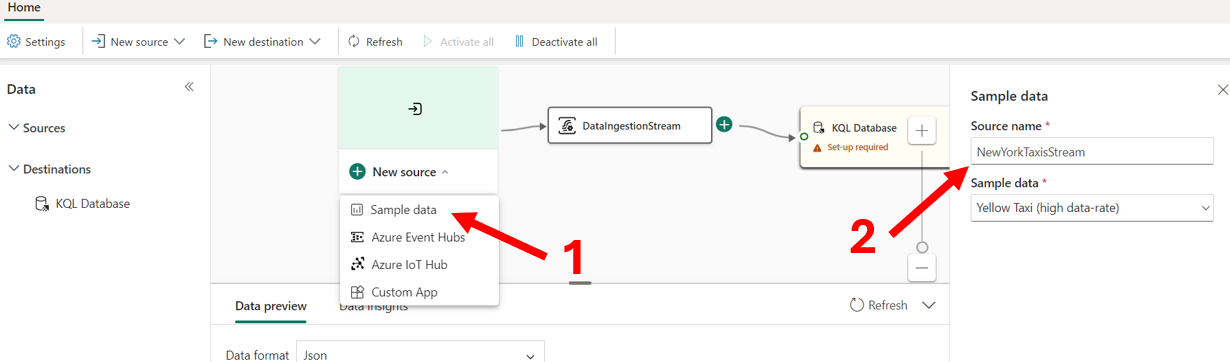 Home
Settings
New source
New destination
Refresh
Activate all
Deactivate all
Data
Sources
Destinations
KQL Database
New source
Sample data
Azure Event Hubs
Azure IoT Hub
Custom App
1
DataIngestionStream
KQL Database
Set-up required
Data preview
Data insights
Refresh
Data format
Json
Sample data
Source name *
NewYorkTaxisStream
Sample data *
Yellow Taxi (high data-rate)
2